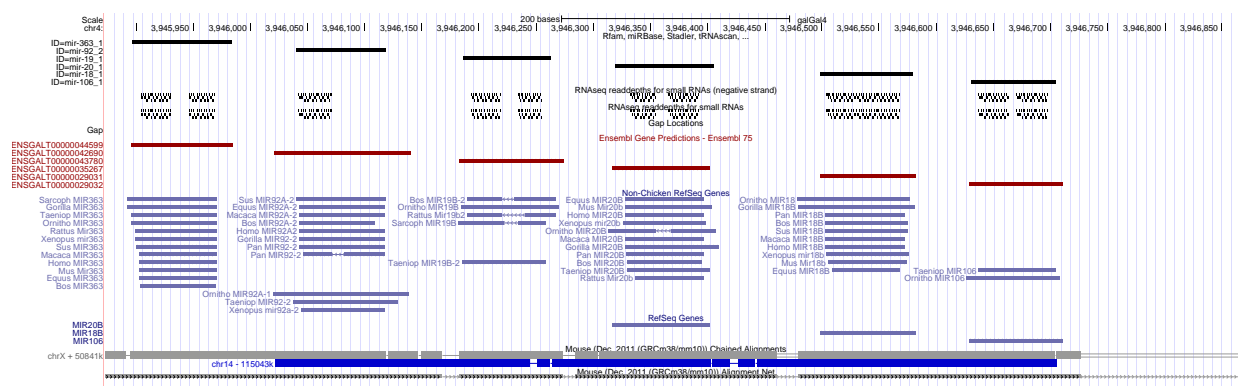 Scale 200 bases galGal4
chr4: 3,945,950 3,946,000 3,946,050 3,946,100 3,946,150 3,946,200 3,946,250 3,946,300 3,946,350 3,946,400 3,946,450 3,946,500 3,946,550 3,946,600 3,946,650 3,946,700 3,946,750 3,946,800 3,946,850
Rfam, miRBase, Stadler, tRNAscan, ...
ID=mir-363_1
ID=mir-92_2
ID=mir-19_1
ID=mir-20_1
ID=mir-18_1
ID=mir-106_1
RNAseq readdepths for small RNAs (negative strand)
RNAseq readdepths for small RNAs
Gap Locations
Gap
Ensembl Gene Predictions - Ensembl 75
ENSGALT00000044599
ENSGALT00000042690
ENSGALT00000043780
ENSGALT00000035267
ENSGALT00000029031
ENSGALT00000029032
Non-Chicken RefSeq Genes
Sarcoph MIR363 Sus MIR92A-2 Bos MIR19B-2 Equus MIR20B Ornitho MIR18
Gorilla MIR363 Equus MIR92A-2 Ornitho MIR19B Mus Mir20b Gorilla MIR18B
Taeniop MIR363 Macaca MIR92A-2 Rattus Mir19b2 Homo MIR20B Pan MIR18B
Ornitho MIR363 Bos MIR92A-2 Sarcoph MIR19B Xenopus mir20b Bos MIR18B
Rattus Mir363 Homo MIR92A2 Ornitho MIR20B Sus MIR18B
Xenopus mir363 Gorilla MIR92-2 Macaca MIR20B Macaca MIR18B
Sus MIR363 Pan MIR92A-2 Gorilla MIR20B Homo MIR18B
Macaca MIR363 Pan MIR92-2 Pan MIR20B Xenopus mir18b
Homo MIR363 Taeniop MIR19B-2 Bos MIR20B Mus Mir18b
Mus Mir363 Taeniop MIR20B Equus MIR18B Taeniop MIR106
Equus MIR363 Rattus Mir20b Ornitho MIR106
Bos MIR363
Ornitho MIR92A-1
Taeniop MIR92-2
Xenopus mir92a-2
RefSeq Genes
MIR20B
MIR18B
MIR106
Mouse (Dec. 2011 (GRCm38/mm10)) Chained Alignments
chrX + 50841k
chr14 - 115043k
Mouse (Dec. 2011 (GRCm38/mm10)) Alignment Net